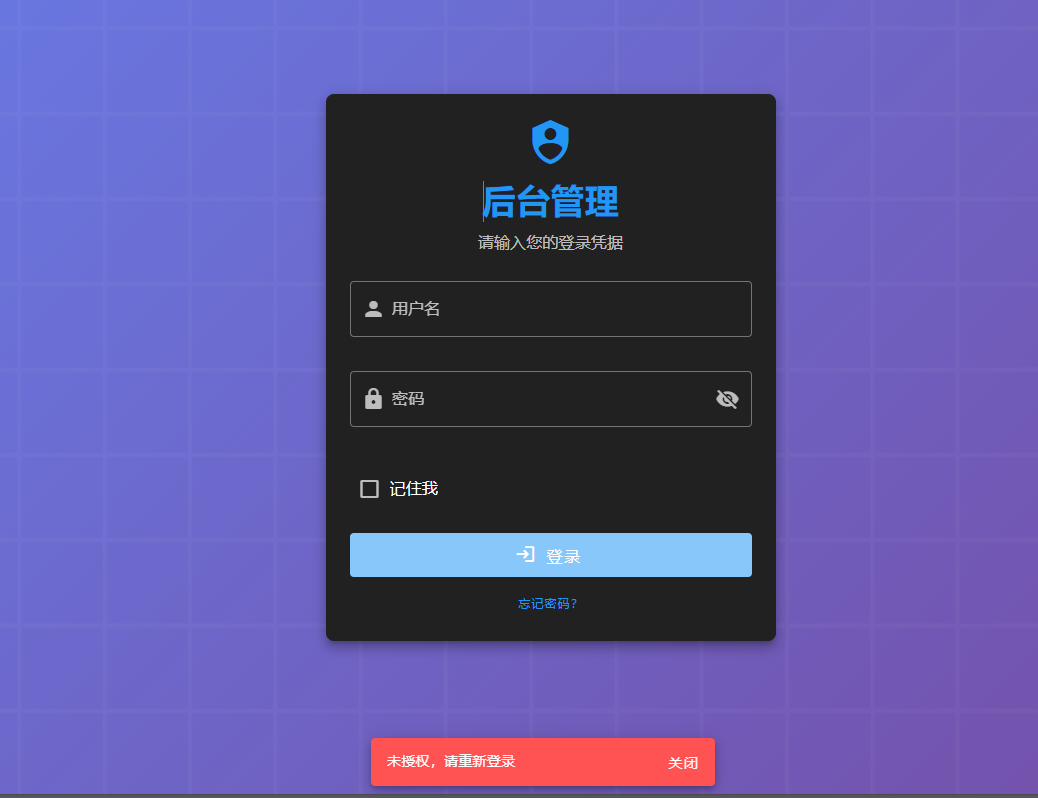 后台管理
请输入您的登录凭据
用户名
密码
记住我
登录
忘记密码?
未授权，请重新登录 关闭